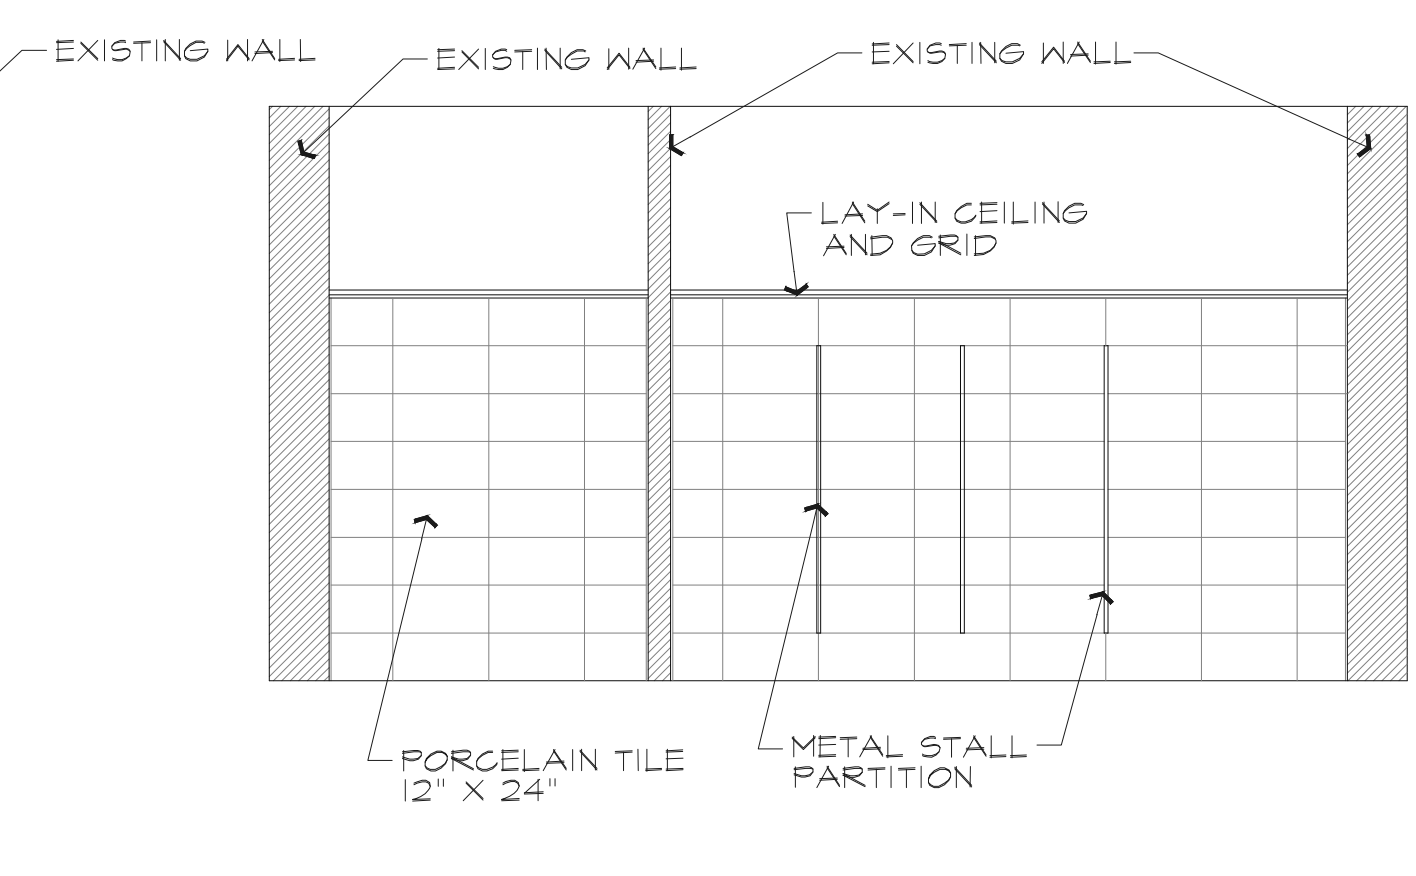 EXISTING WALL
EXISTING WALL
EXISTING WALL
LAY-IN CEILING
AND GRID
PORCELAIN TILE
12" X 24"
METAL STALL
PARTITION